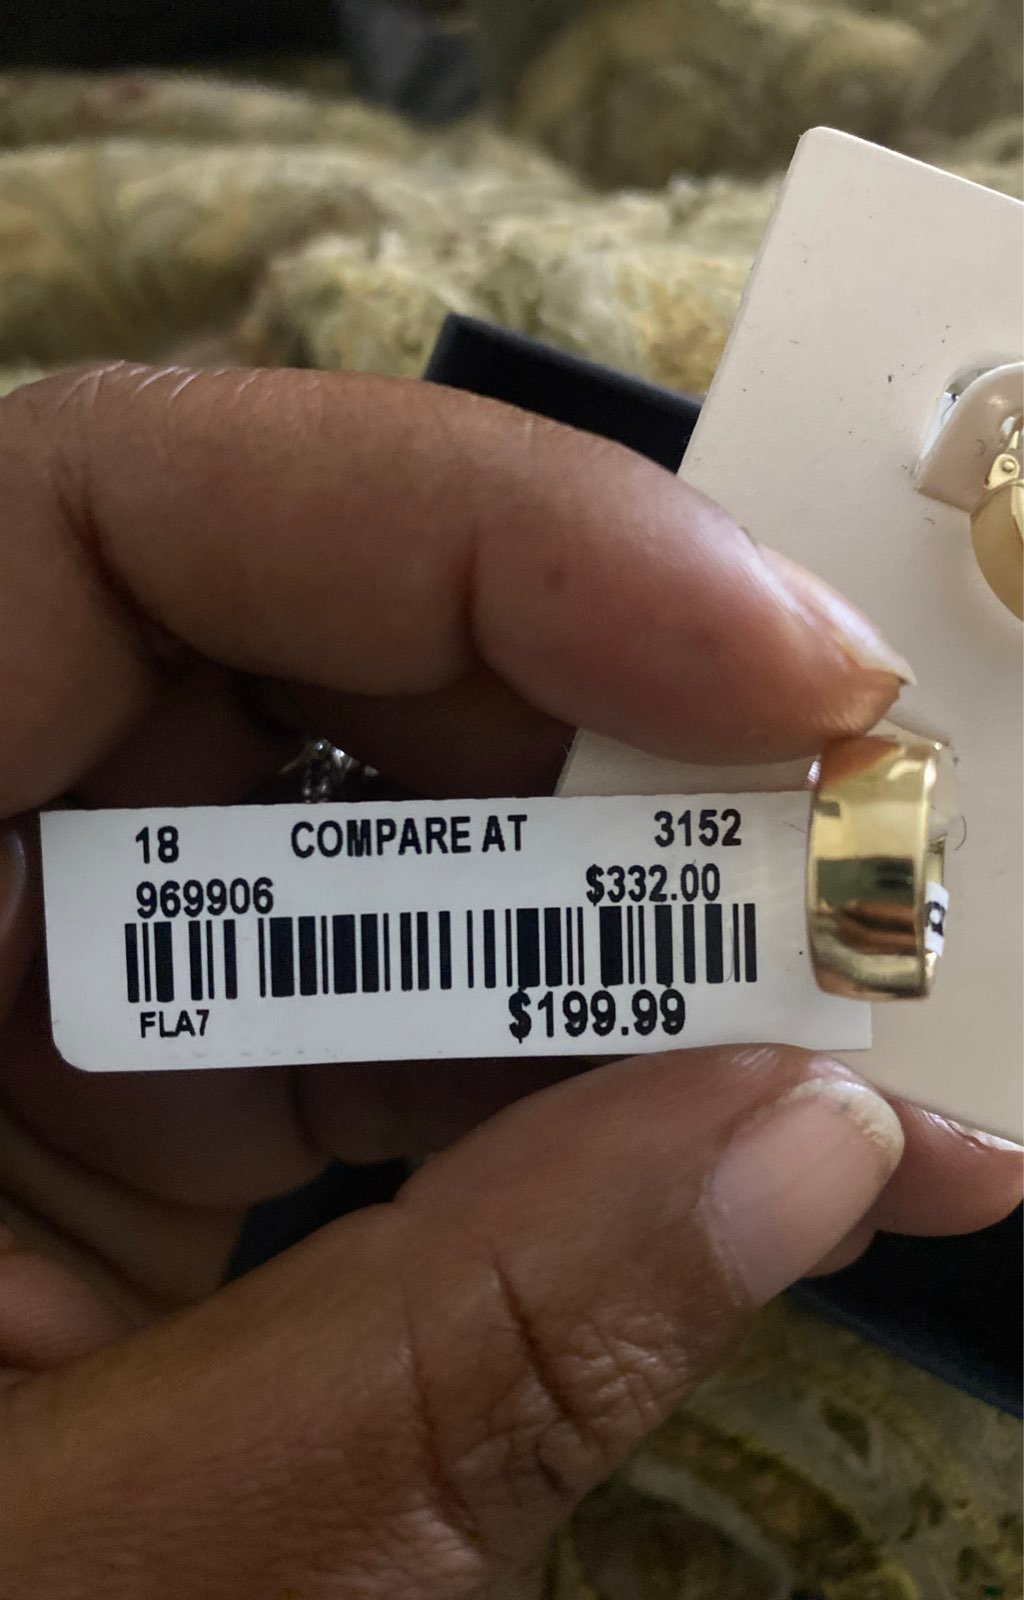 18 COMPARE AT 3152
969906 $332.00
FLA7 $199.99